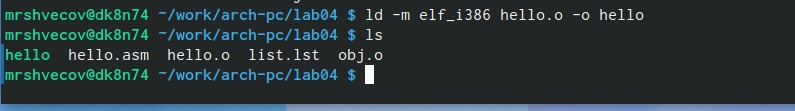 mrshvecov@dk8n74 ~/work/arch-pc/lab04 $ ld -m elf_i386 hello.o -o hello
mrshvecov@dk8n74 ~/work/arch-pc/lab04 $ ls
hello  hello.asm  hello.o  list.lst  obj.o
mrshvecov@dk8n74 ~/work/arch-pc/lab04 $